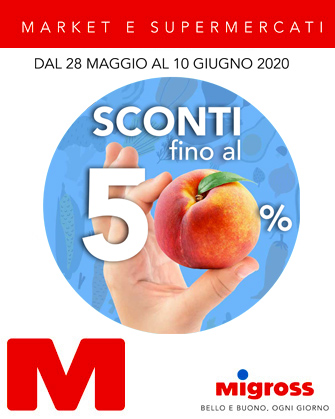 MARKET E SUPERMERCATI
DAL 28 MAGGIO AL 10 GIUGNO 2020
SCONTI
fino al
5 %
M
migross
BELLO E BUONO, OGNI GIORNO